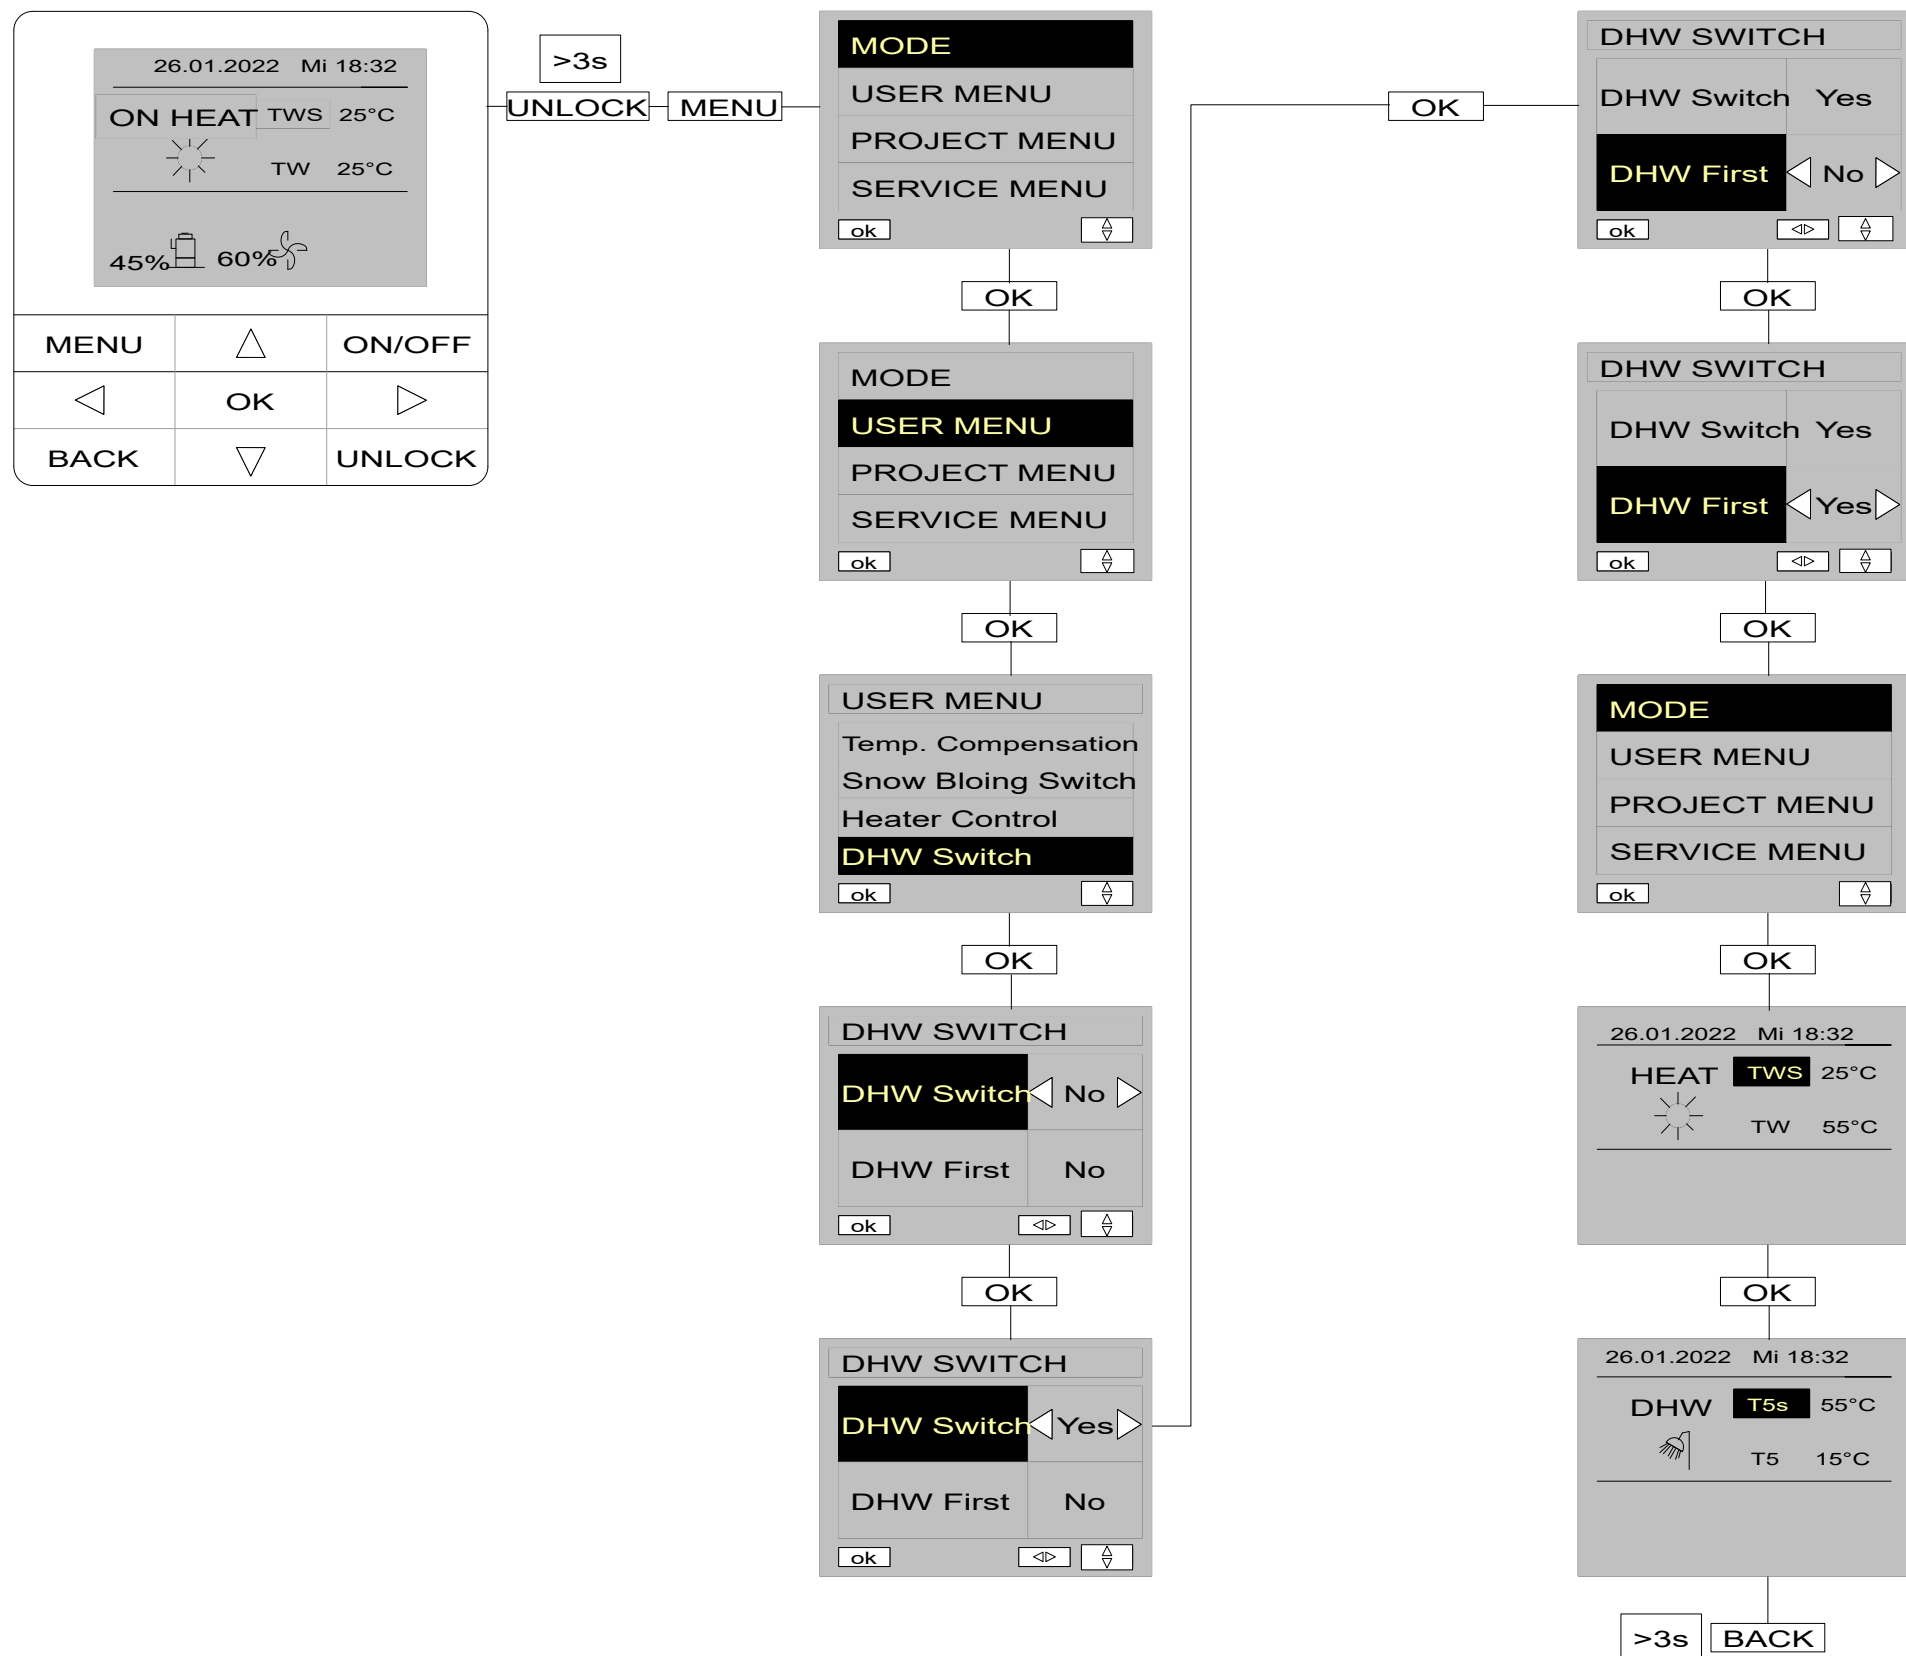 26.01.2022 Mi 18:32
ON HEAT TWS 25°C
TW 25°C
45% 60%
MENU ON/OFF
OK
BACK UNLOCK
>3s
UNLOCK MENU
MODE
USER MENU
PROJECT MENU
SERVICE MENU
ok
OK
MODE
USER MENU
PROJECT MENU
SERVICE MENU
ok
OK
USER MENU
Temp. Compensation
Snow Bloing Switch
Heater Control
DHW Switch
ok
OK
DHW SWITCH
DHW Switch No
DHW First No
ok
OK
DHW SWITCH
DHW Switch Yes
DHW First No
ok
OK
DHW SWITCH
DHW Switch Yes
DHW First No
ok
OK
DHW SWITCH
DHW Switch Yes
DHW First Yes
ok
OK
MODE
USER MENU
PROJECT MENU
SERVICE MENU
ok
OK
26.01.2022 Mi 18:32
HEAT TWS 25°C
TW 55°C
OK
26.01.2022 Mi 18:32
DHW T5s 55°C
T5 15°C
>3s BACK